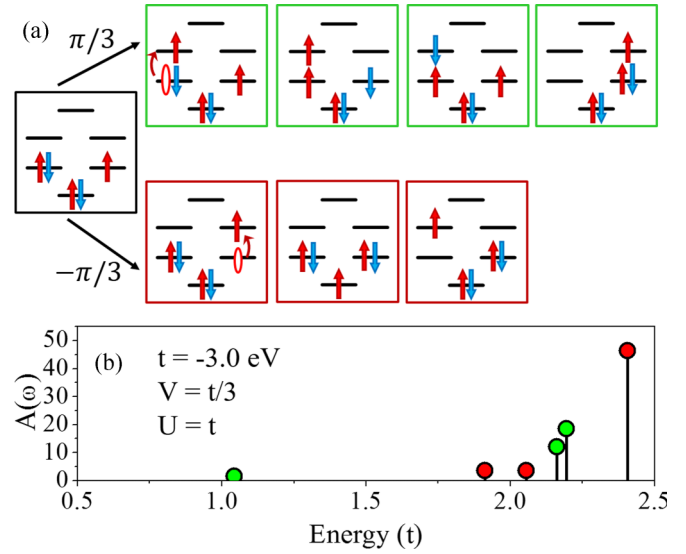 (a)
π/3
−π/3
(b)
t = -3.0 eV
V = t/3
U = t
A(ω)
50
40
30
20
10
0
0.5 1.0 1.5 2.0 2.5
Energy (t)